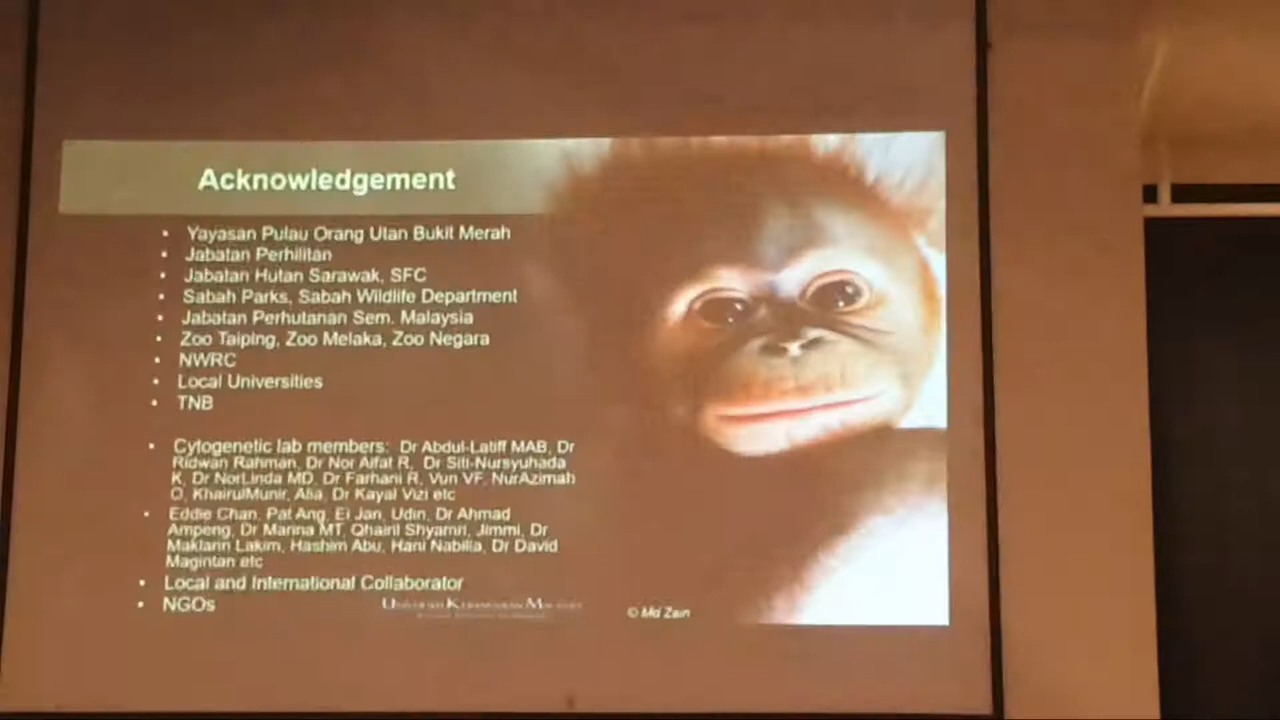 Acknowledgement
• Yayasan Pulau Orang Utan Bukit Merah
• Jabatan Perhilitan
• Jabatan Hutan Sarawak, SFC
• Sabah Parks, Sabah Wildlife Department
• Jabatan Perhutanan Sem. Malaysia
• Zoo Taiping, Zoo Melaka, Zoo Negara
• NWRC
• Local Universities
• TNB
• Cytogenetic lab members: Dr Abdul-Latiff MAB, Dr
Ridwan Rahman, Dr Nor Aifat R, Dr Siti-Nursyuhada
K, Dr NorLinda MD, Dr Farhani R, Vun VF, NurAzimah
O, KhairulMunir, Alia, Dr Kayal Vizi etc
• Eddie Chan, Pat Ang, Ei Jan, Udin, Dr Ahmad
Ampeng, Dr Marina MT, Qhairil Shyamri, Jimmi, Dr
Maklarin Lakim, Hashim Abu, Hani Nabilia, Dr David
Magintan etc
• Local and International Collaborator
• NGOs
© Md Zain